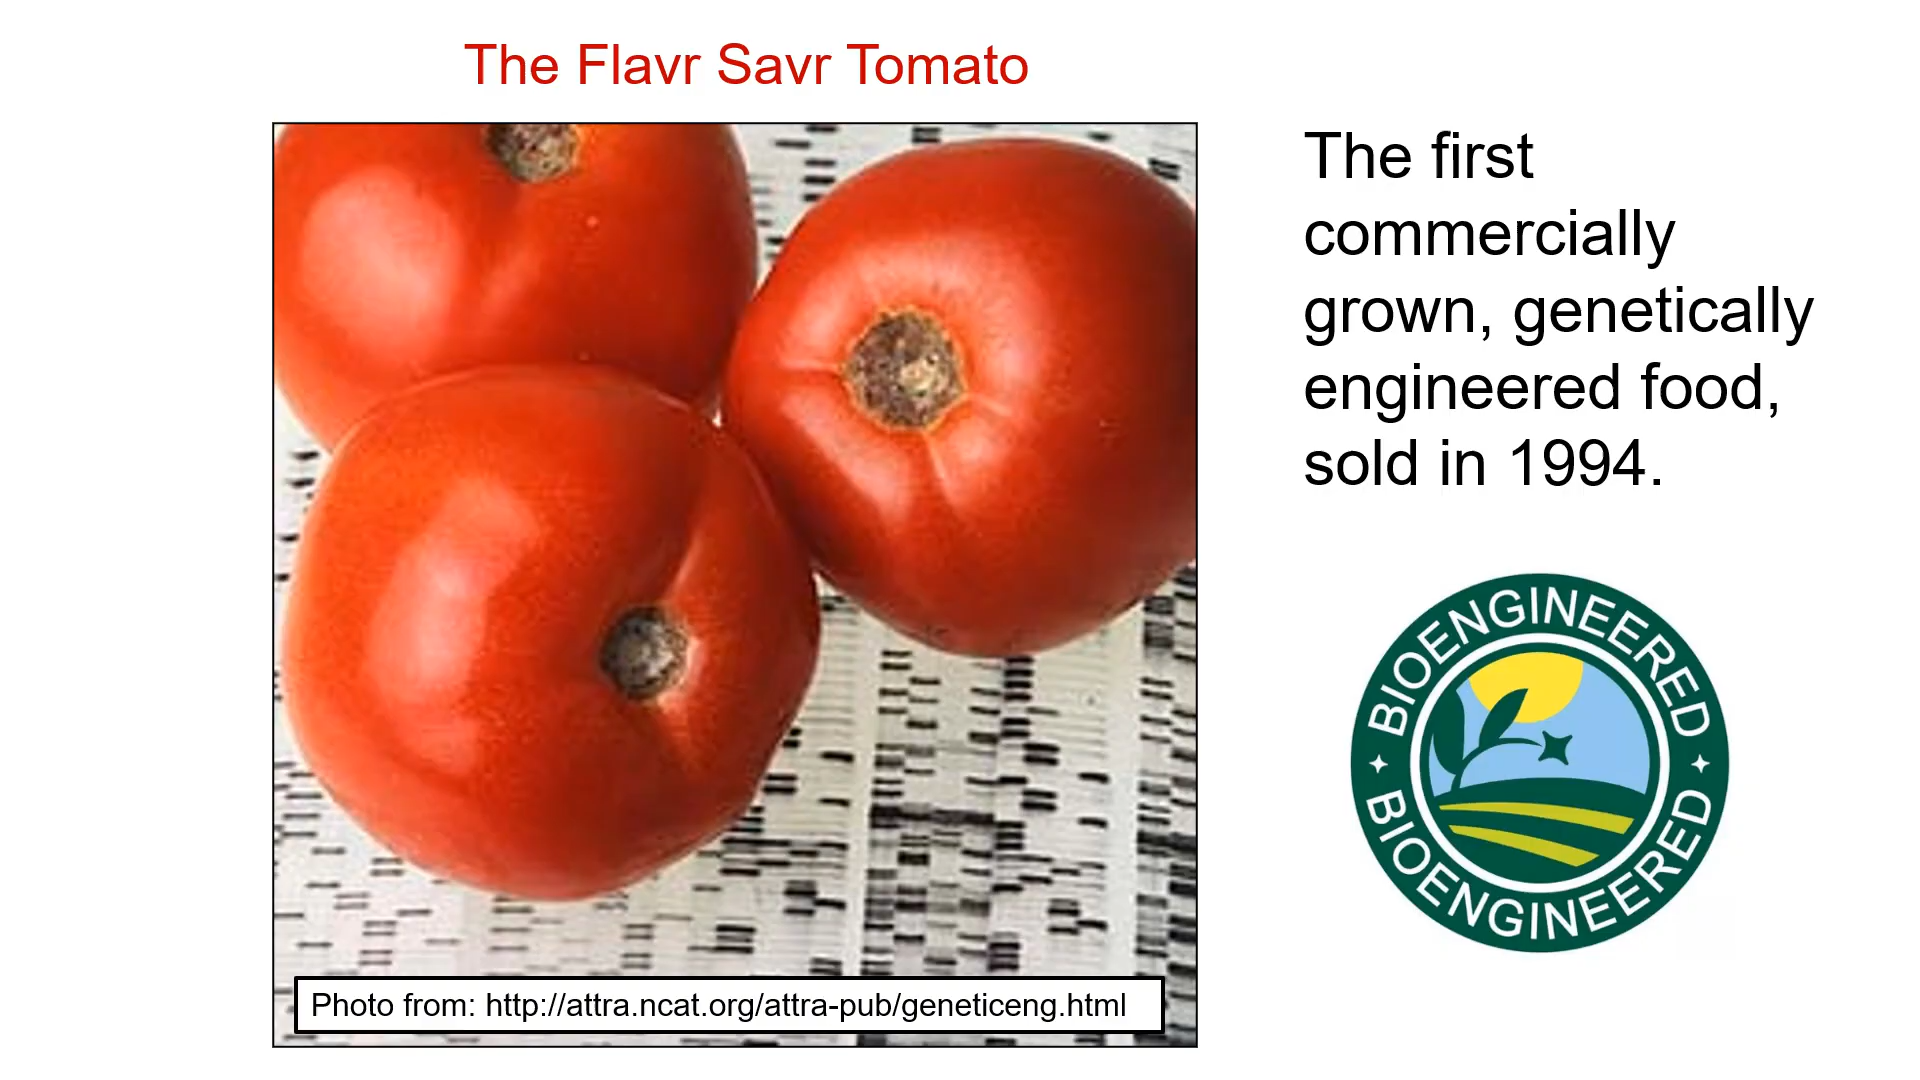 The Flavr Savr Tomato
The first
commercially
grown, genetically
engineered food,
sold in 1994.
BIOENGINEERED
BIOENGINEERED
Photo from: http://attra.ncat.org/attra-pub/geneticeng.html